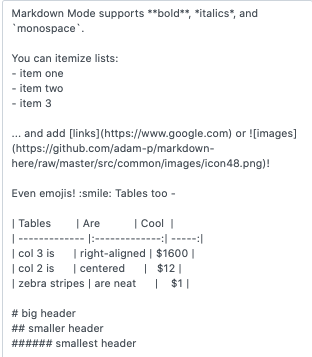 Markdown Mode supports **bold**, *italics*, and
`monospace`.

You can itemize lists:
- item one
- item two
- item 3

... and add [links](https://www.google.com) or ![images]
(https://github.com/adam-p/markdown-
here/raw/master/src/common/images/icon48.png)!

Even emojis! :smile: Tables too -

| Tables        | Are           | Cool  |
| ------------- |:-------------:| -----:|
| col 3 is      | right-aligned | $1600 |
| col 2 is      | centered      |   $12 |
| zebra stripes | are neat      |    $1 |

# big header
## smaller header
###### smallest header